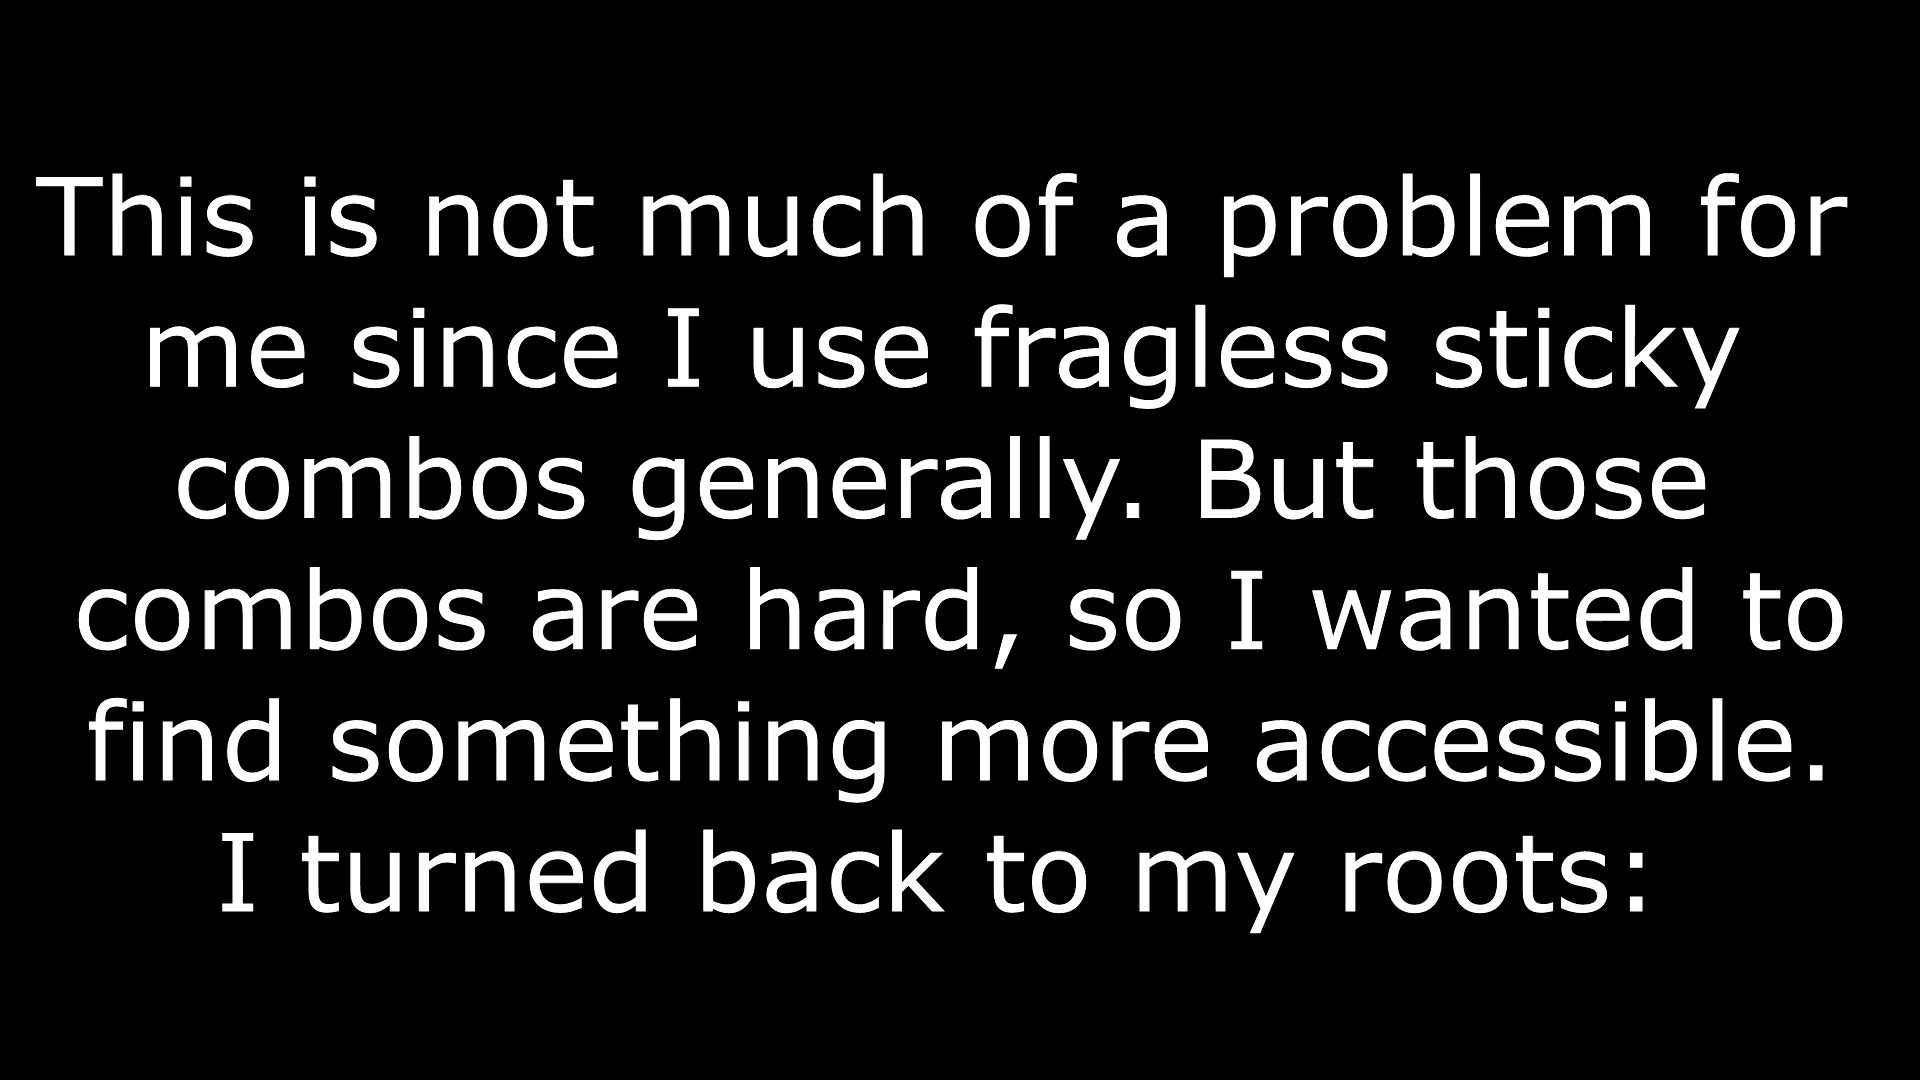 This is not much of a problem for
me since I use fragless sticky
combos generally. But those
combos are hard, so I wanted to
find something more accessible.
I turned back to my roots: